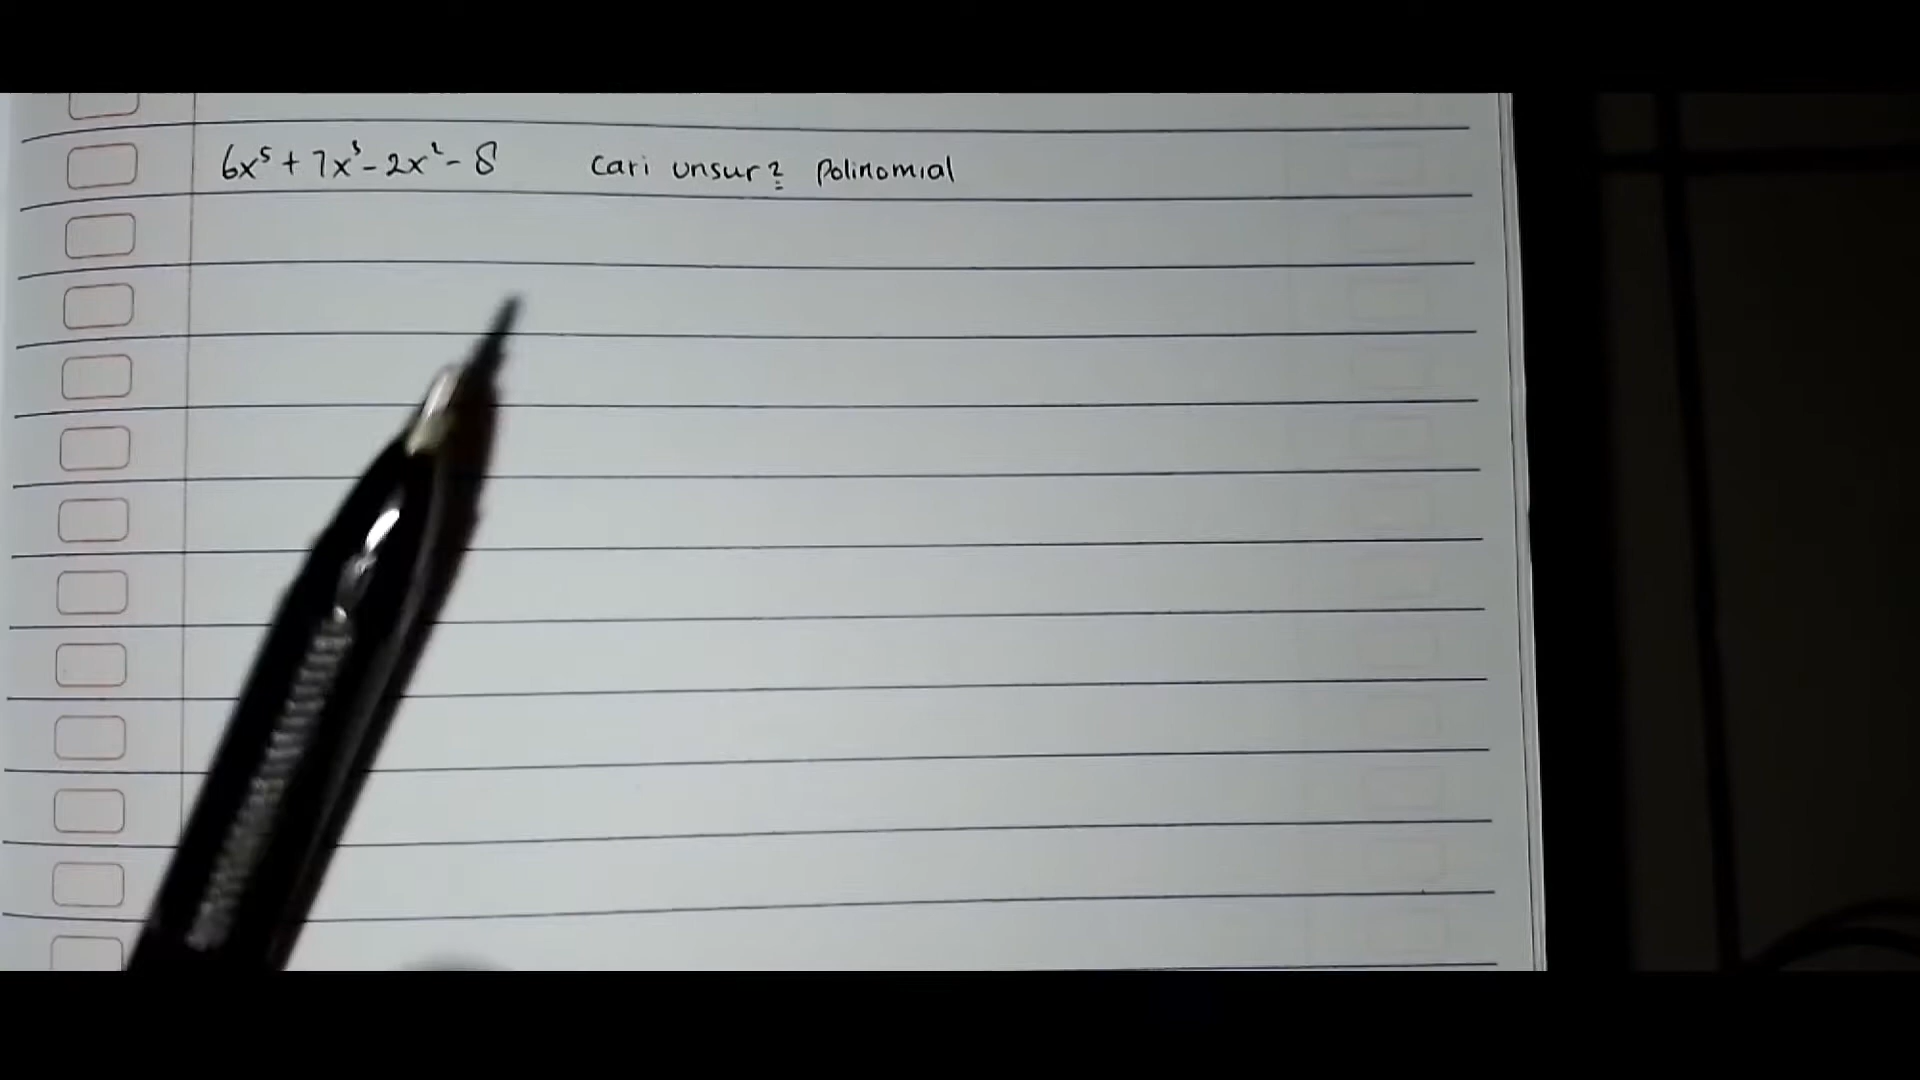 6x⁵ + 7x³ - 2x² - 8 Cari unsur2 Polinomial